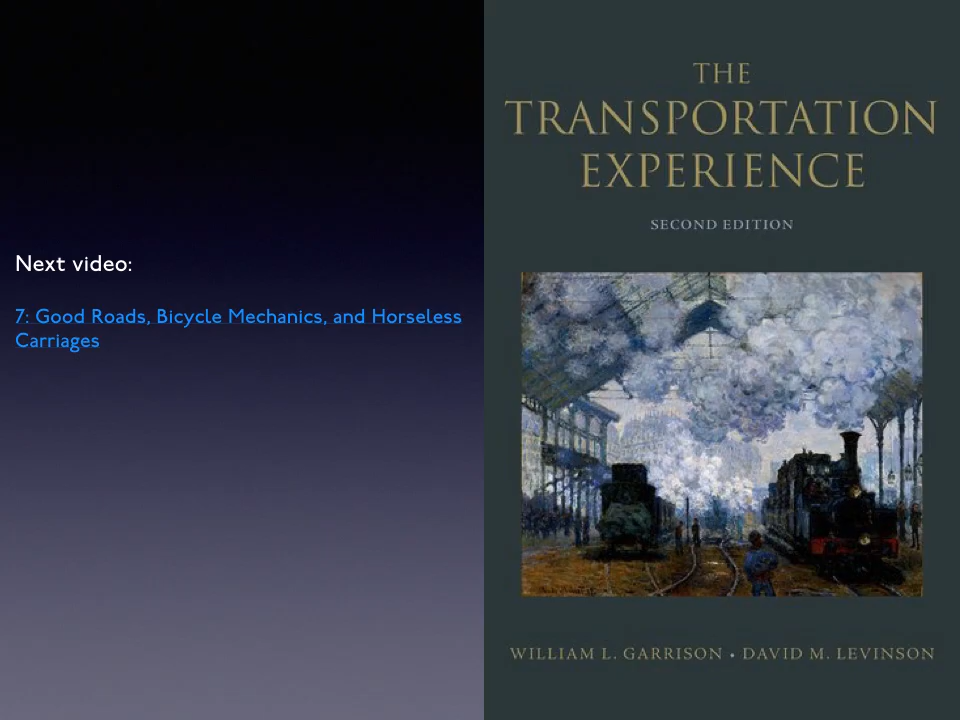 Next video:
7: Good Roads, Bicycle Mechanics, and Horseless
Carriages
THE
TRANSPORTATION
EXPERIENCE
SECOND EDITION
WILLIAM L. GARRISON • DAVID M. LEVINSON